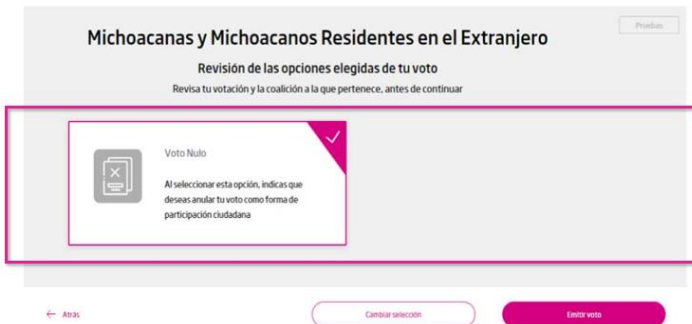 Pruebas
Michoacanas y Michoacanos Residentes en el Extranjero
Revisión de las opciones elegidas de tu voto
Revisa tu votación y la coalición a la que pertenece, antes de continuar
Voto Nulo
Al seleccionar esta opción, indicas que
deseas anular tu voto como forma de
participación ciudadana
← Atrás
Cambiar selección
Emitir voto